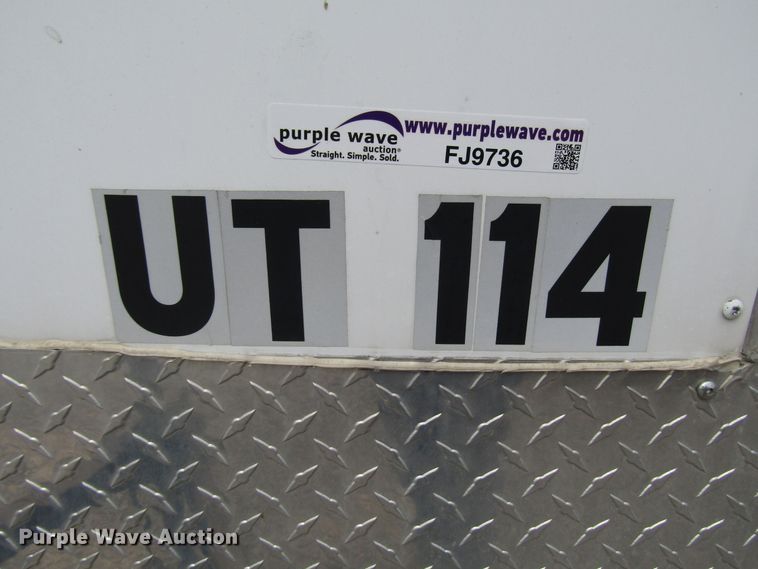 purple wave
auction®
Straight. Simple. Sold.
www.purplewave.com
FJ9736
UT 114
Purple Wave Auction